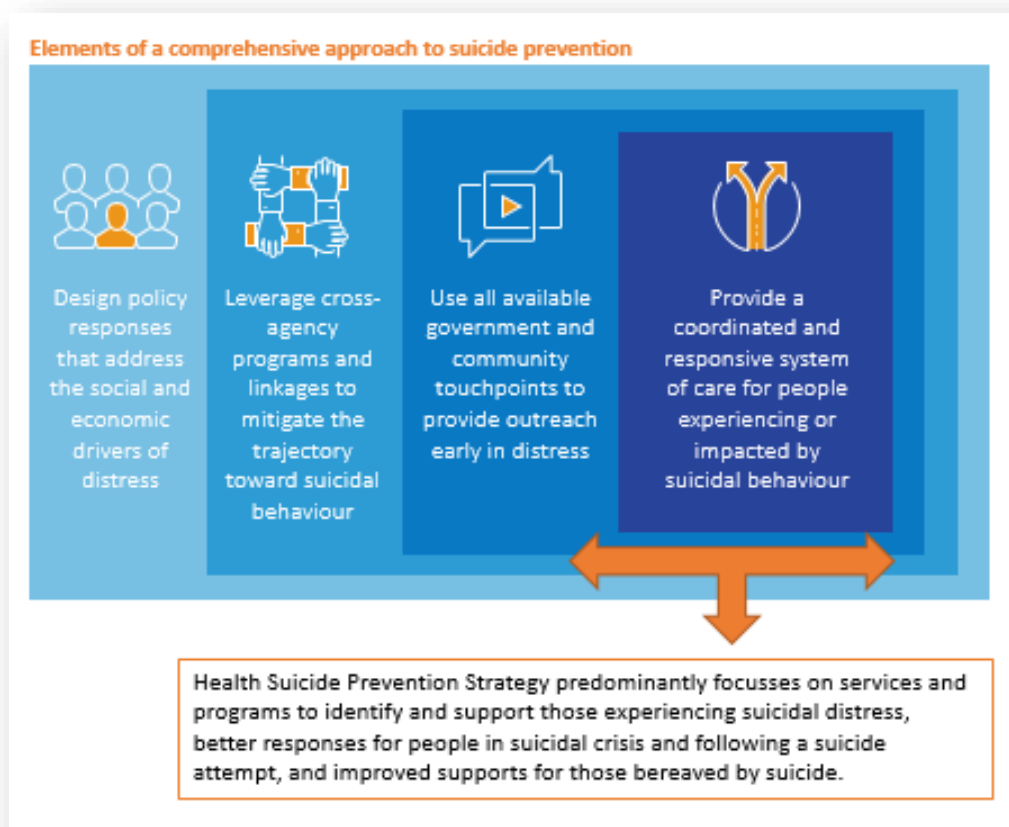 Elements of a comprehensive approach to suicide prevention
Design policy
responses
that address
the social and
economic
drivers of
distress
Leverage cross-
agency
programs and
linkages to
mitigate the
trajectory
toward suicidal
behaviour
Use all available
government and
community
touchpoints to
provide outreach
early in distress
Provide a
coordinated and
responsive system
of care for people
experiencing or
impacted by
suicidal behaviour
Health Suicide Prevention Strategy predominantly focusses on services and
programs to identify and support those experiencing suicidal distress,
better responses for people in suicidal crisis and following a suicide
attempt, and improved supports for those bereaved by suicide.